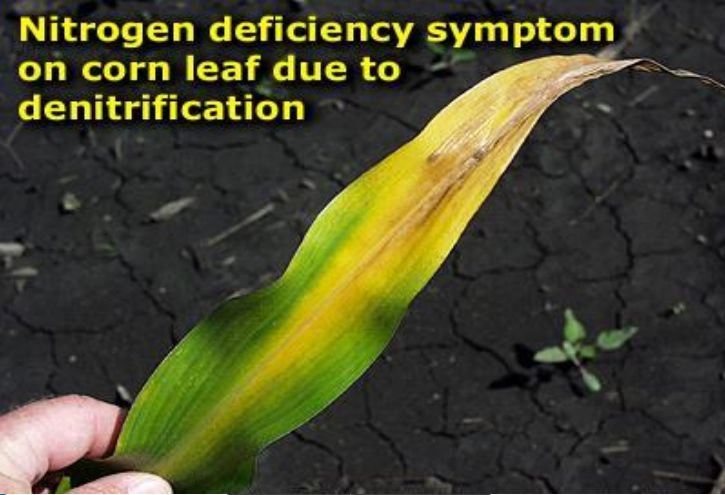 Nitrogen deficiency symptom
on corn leaf due to
denitrification